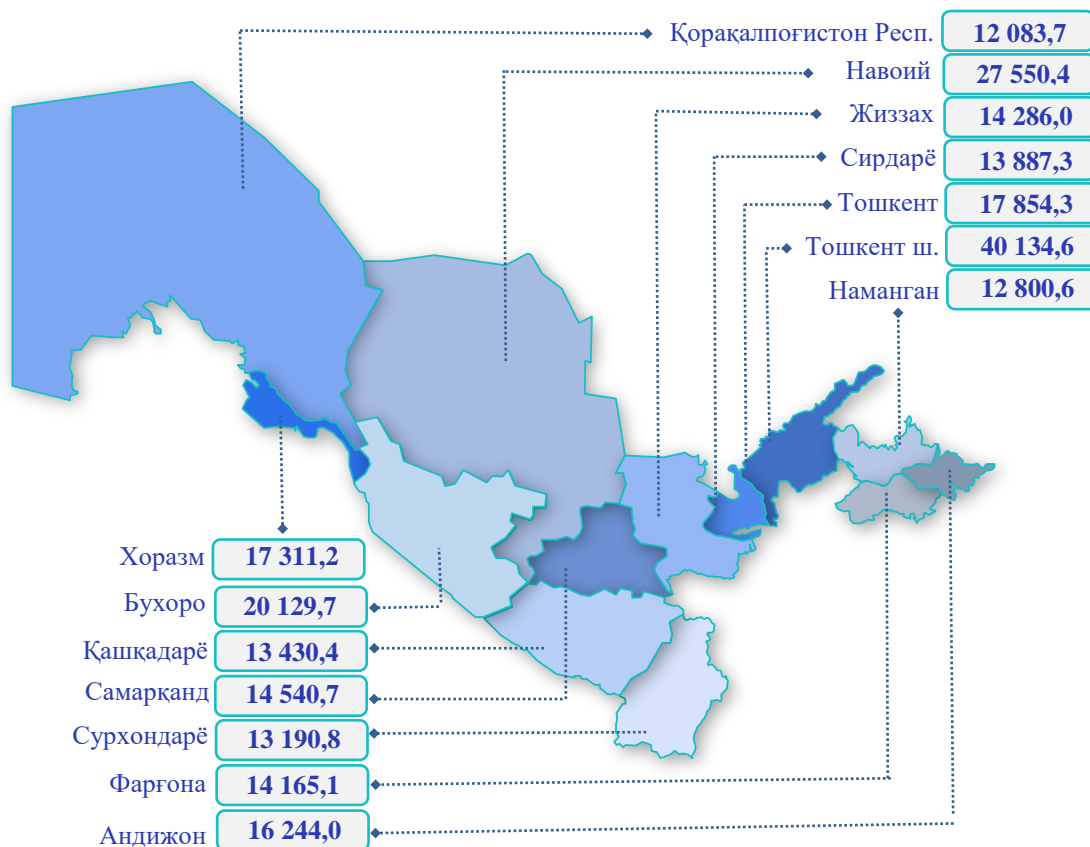 Қорақалпоғистон Респ. 12 083,7
Навоий 27 550,4
Жиззах 14 286,0
Сирдарё 13 887,3
Тошкент 17 854,3
Тошкент ш. 40 134,6
Наманган 12 800,6
Хоразм 17 311,2
Бухоро 20 129,7
Қашқадарё 13 430,4
Самарқанд 14 540,7
Сурхондарё 13 190,8
Фарғона 14 165,1
Андижон 16 244,0